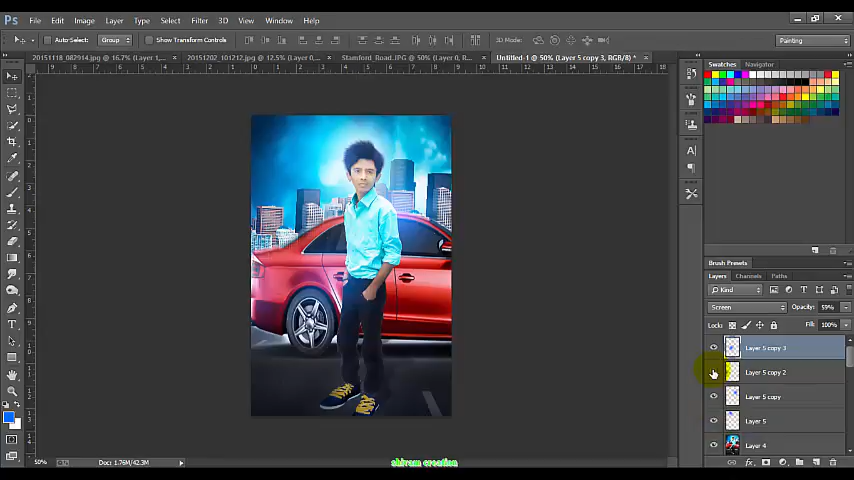 Ps File Edit Image Layer Type Select Filter 3D View Window Help
Auto-Select: Group Show Transform Controls 3D Mode: Painting
20151118_082914.jpg @ 16.7% (Layer 1,... × 20151202_101212.jpg @ 12.5% (Layer 0,... × Stamford_Road.JPG @ 50% (Layer 0, R... × Untitled-1 @ 50% (Layer 5 copy 3, RGB/8) * ×
Swatches Navigator
Brush Presets
Layers Channels Paths
Kind
Screen Opacity: 59%
Lock: Fill: 100%
Layer 5 copy 3
Layer 5 copy 2
Layer 5 copy
Layer 5
Layer 4
50% Doc: 1.76M/42.3M
shivam creation